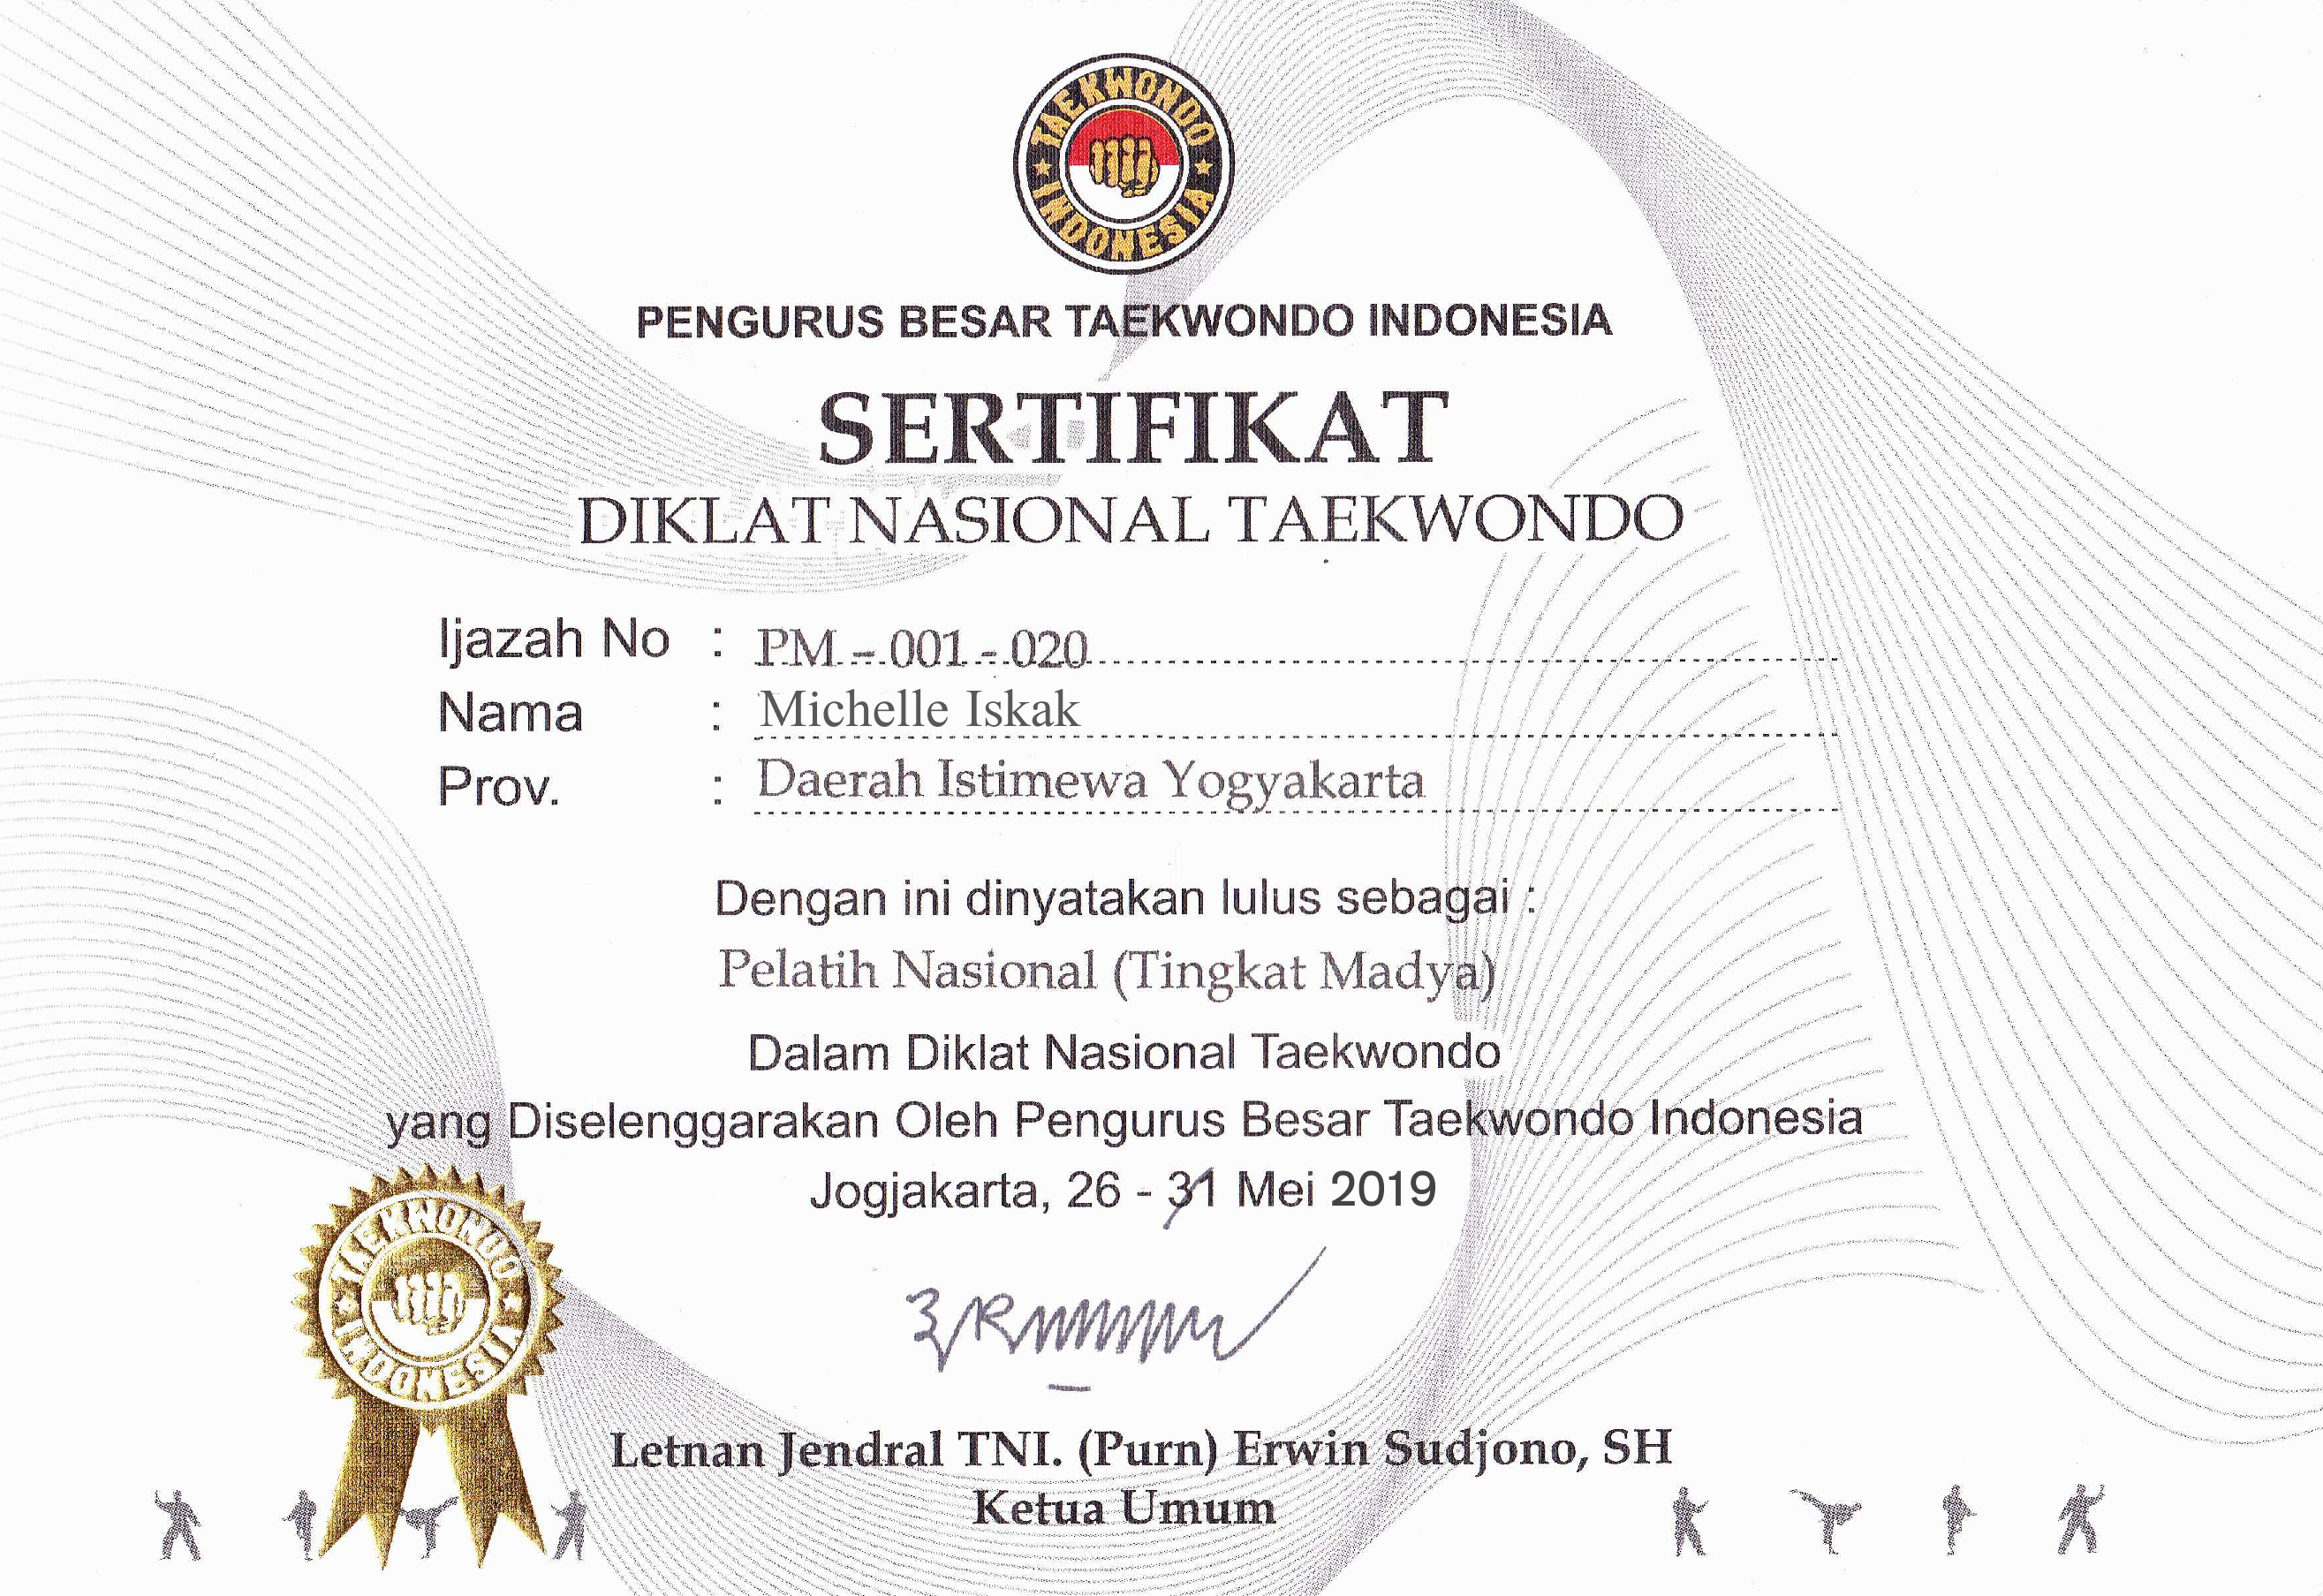 TAEKWONDO INDONESIA
PENGURUS BESAR TAEKWONDO INDONESIA
SERTIFIKAT
DIKLAT NASIONAL TAEKWONDO
Ijazah No : PM - 001 - 020
Nama : Michelle Iskak
Prov. : Daerah Istimewa Yogyakarta
Dengan ini dinyatakan lulus sebagai :
Pelatih Nasional (Tingkat Madya)
Dalam Diklat Nasional Taekwondo
yang Diselenggarakan Oleh Pengurus Besar Taekwondo Indonesia
Jogjakarta, 26 - 31 Mei 2019
TAEKWONDO INDONESIA
Letnan Jendral TNI. (Purn) Erwin Sudjono, SH
Ketua Umum